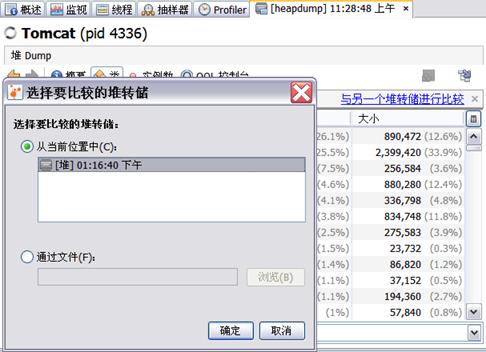 概述 监视 线程 抽样器 Profiler [heapdump] 11:28:48 上午
Tomcat (pid 4336)
堆 Dump
摘要 类 实例数 OQL 控制台
选择要比较的堆转储
与另一个堆转储进行比较
选择要比较的堆转储:
大小
从当前位置中(C):
26.1%) 890,472 (12.6%)
[堆] 01:16:40 下午
25.5%) 2,399,420 (33.9%)
(7.5%) 256,584 (3.6%)
(4.6%) 880,280 (12.4%)
(4.1%) 336,798 (4.8%)
(3.8%) 834,748 (11.8%)
(2.5%) 275,583 (3.9%)
(1.5%) 23,732 (0.3%)
通过文件(F):
(1.4%) 86,820 (1.2%)
浏览(B)
(1.1%) 37,152 (0.5%)
(1.1%) 194,360 (2.7%)
(1%) 57,840 (0.8%)
确定 取消